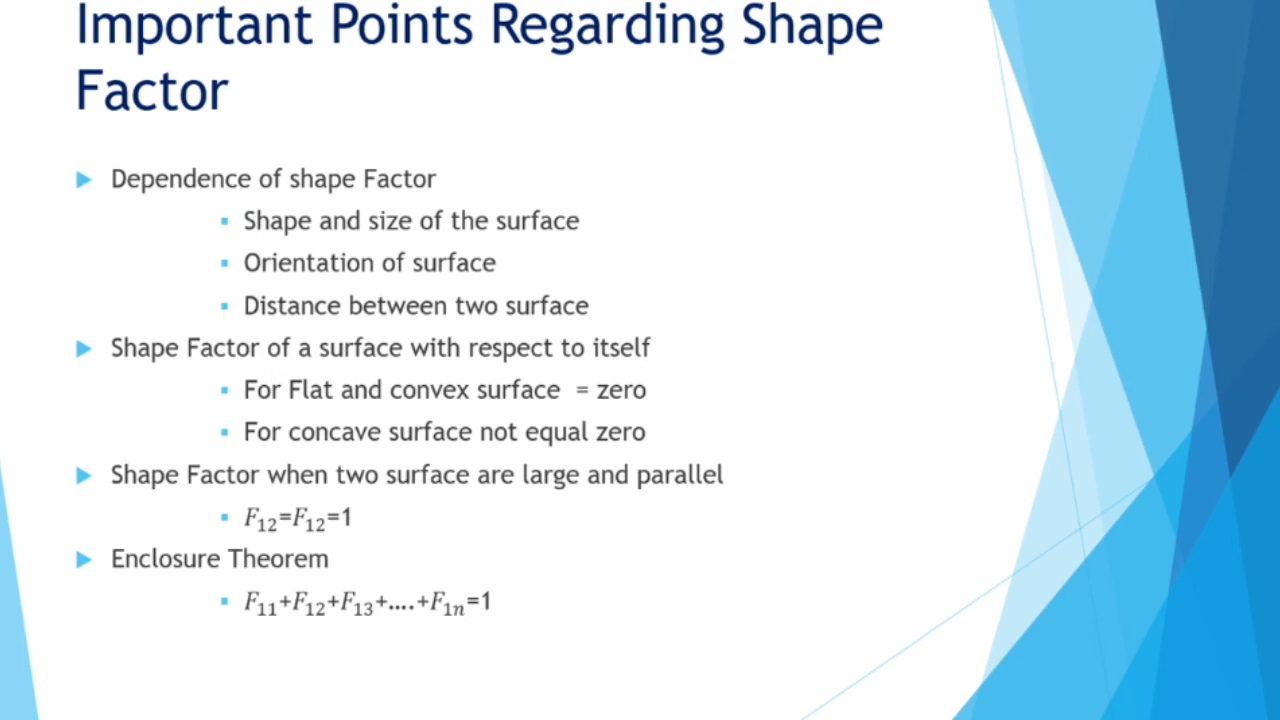 Important Points Regarding Shape
Factor
Dependence of shape Factor
Shape and size of the surface
Orientation of surface
Distance between two surface
Shape Factor of a surface with respect to itself
For Flat and convex surface = zero
For concave surface not equal zero
Shape Factor when two surface are large and parallel
F₁₂=F₁₂=1
Enclosure Theorem
F₁₁+F₁₂+F₁₃+....+F₁ₙ=1